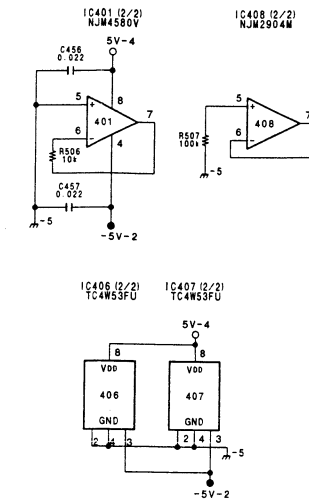 IC401 (2/2)
NJM4580V
5V-4
C456
0.022
5
8
7
+
401
6
-
4
R506
10k
C457
0.022
-5
-5V-2
IC408 (2/2)
NJM2904M
5
7
+
408
R507
100k
6
-
-5
IC406 (2/2)
TC4W53FU
IC407 (2/2)
TC4W53FU
5V-4
8
8
VDD
VDD
406
407
GND
GND
2
4
3
2
4
3
-5
-5V-2